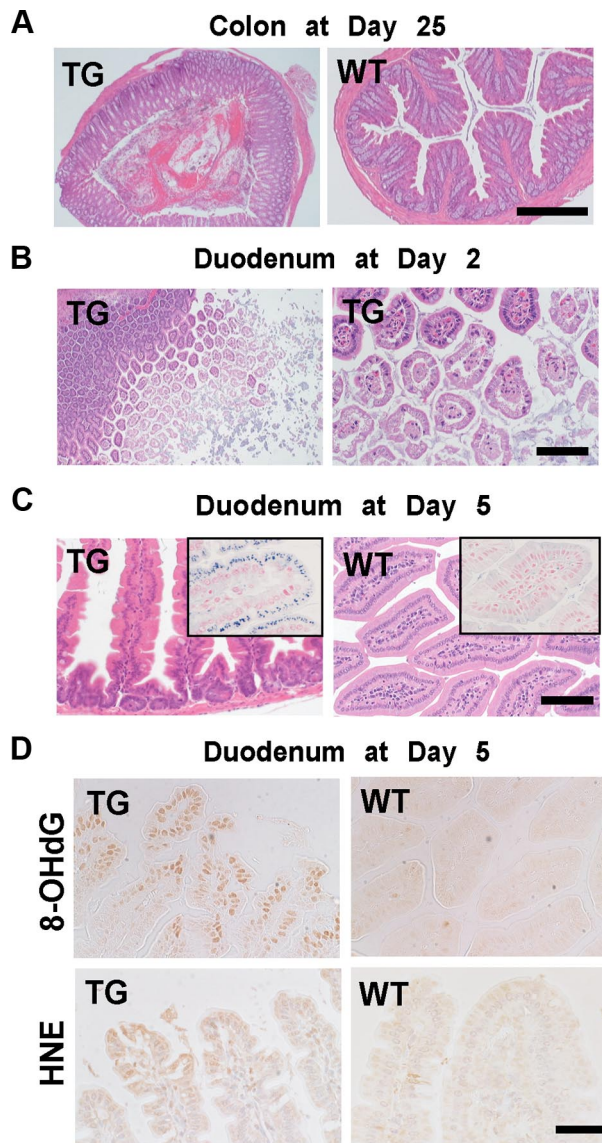 A
Colon at Day 25
TG
WT
B
Duodenum at Day 2
TG
TG
C
Duodenum at Day 5
TG
WT
D
Duodenum at Day 5
8-OHdG
TG
WT
HNE
TG
WT